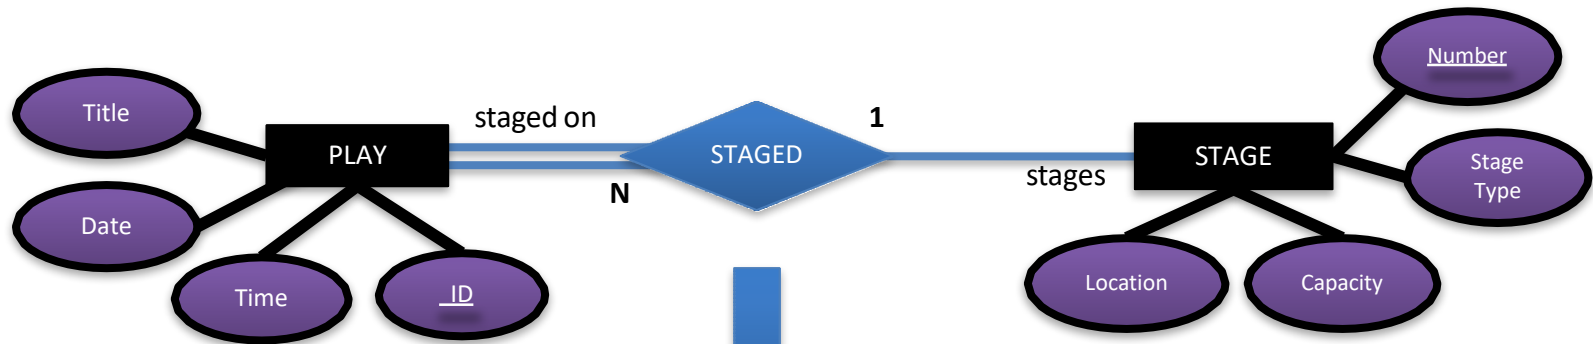 Number
Title
staged on
1
PLAY
STAGED
STAGE
Stage
Type
stages
N
Date
Time
ID
Location
Capacity